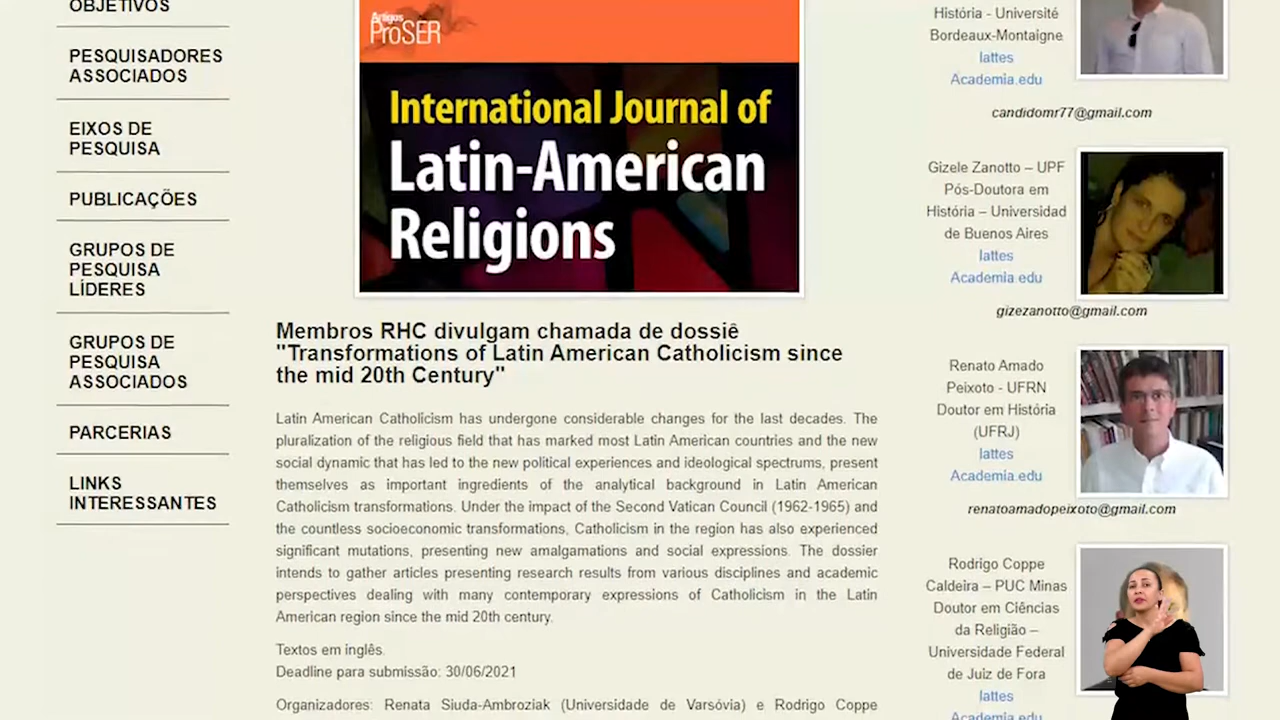 OBJETIVOS
PESQUISADORES
ASSOCIADOS
EIXOS DE
PESQUISA
PUBLICAÇÕES
GRUPOS DE
PESQUISA
LÍDERES
GRUPOS DE
PESQUISA
ASSOCIADOS
PARCERIAS
LINKS
INTERESSANTES
Artigos
ProSER
International Journal of
Latin-American
Religions
Membros RHC divulgam chamada de dossiê
"Transformations of Latin American Catholicism since
the mid 20th Century"
Latin American Catholicism has undergone considerable changes for the last decades. The
pluralization of the religious field that has marked most Latin American countries and the new
social dynamic that has led to the new political experiences and ideological spectrums, present
themselves as important ingredients of the analytical background in Latin American
Catholicism transformations. Under the impact of the Second Vatican Council (1962-1965) and
the countless socioeconomic transformations, Catholicism in the region has also experienced
significant mutations, presenting new amalgamations and social expressions. The dossier
intends to gather articles presenting research results from various disciplines and academic
perspectives dealing with many contemporary expressions of Catholicism in the Latin
American region since the mid 20th century.
Textos em inglês.
Deadline para submissão: 30/06/2021
Organizadores: Renata Siuda-Ambroziak (Universidade de Varsóvia) e Rodrigo Coppe
História - Université
Bordeaux-Montaigne
lattes
Academia.edu
candidomr77@gmail.com
Gizele Zanotto – UPF
Pós-Doutora em
História – Universidad
de Buenos Aires
lattes
Academia.edu
gizezanotto@gmail.com
Renato Amado
Peixoto - UFRN
Doutor em História
(UFRJ)
lattes
Academia.edu
renatoamadopeixoto@gmail.com
Rodrigo Coppe
Caldeira – PUC Minas
Doutor em Ciências
da Religião –
Universidade Federal
de Juiz de Fora
lattes
Academia.edu